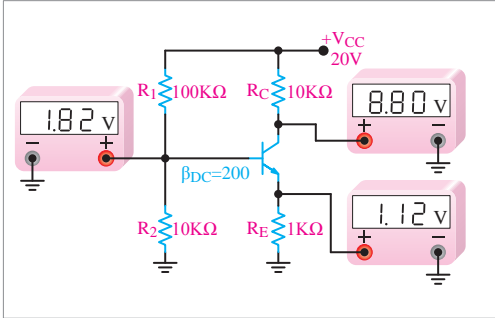 +VCC
20V
R1 100KΩ
RC 10KΩ
1.82 V
8.80 V
- +
+ -
βDC=200
R2 10KΩ
RE 1KΩ
1.12 V
+ -